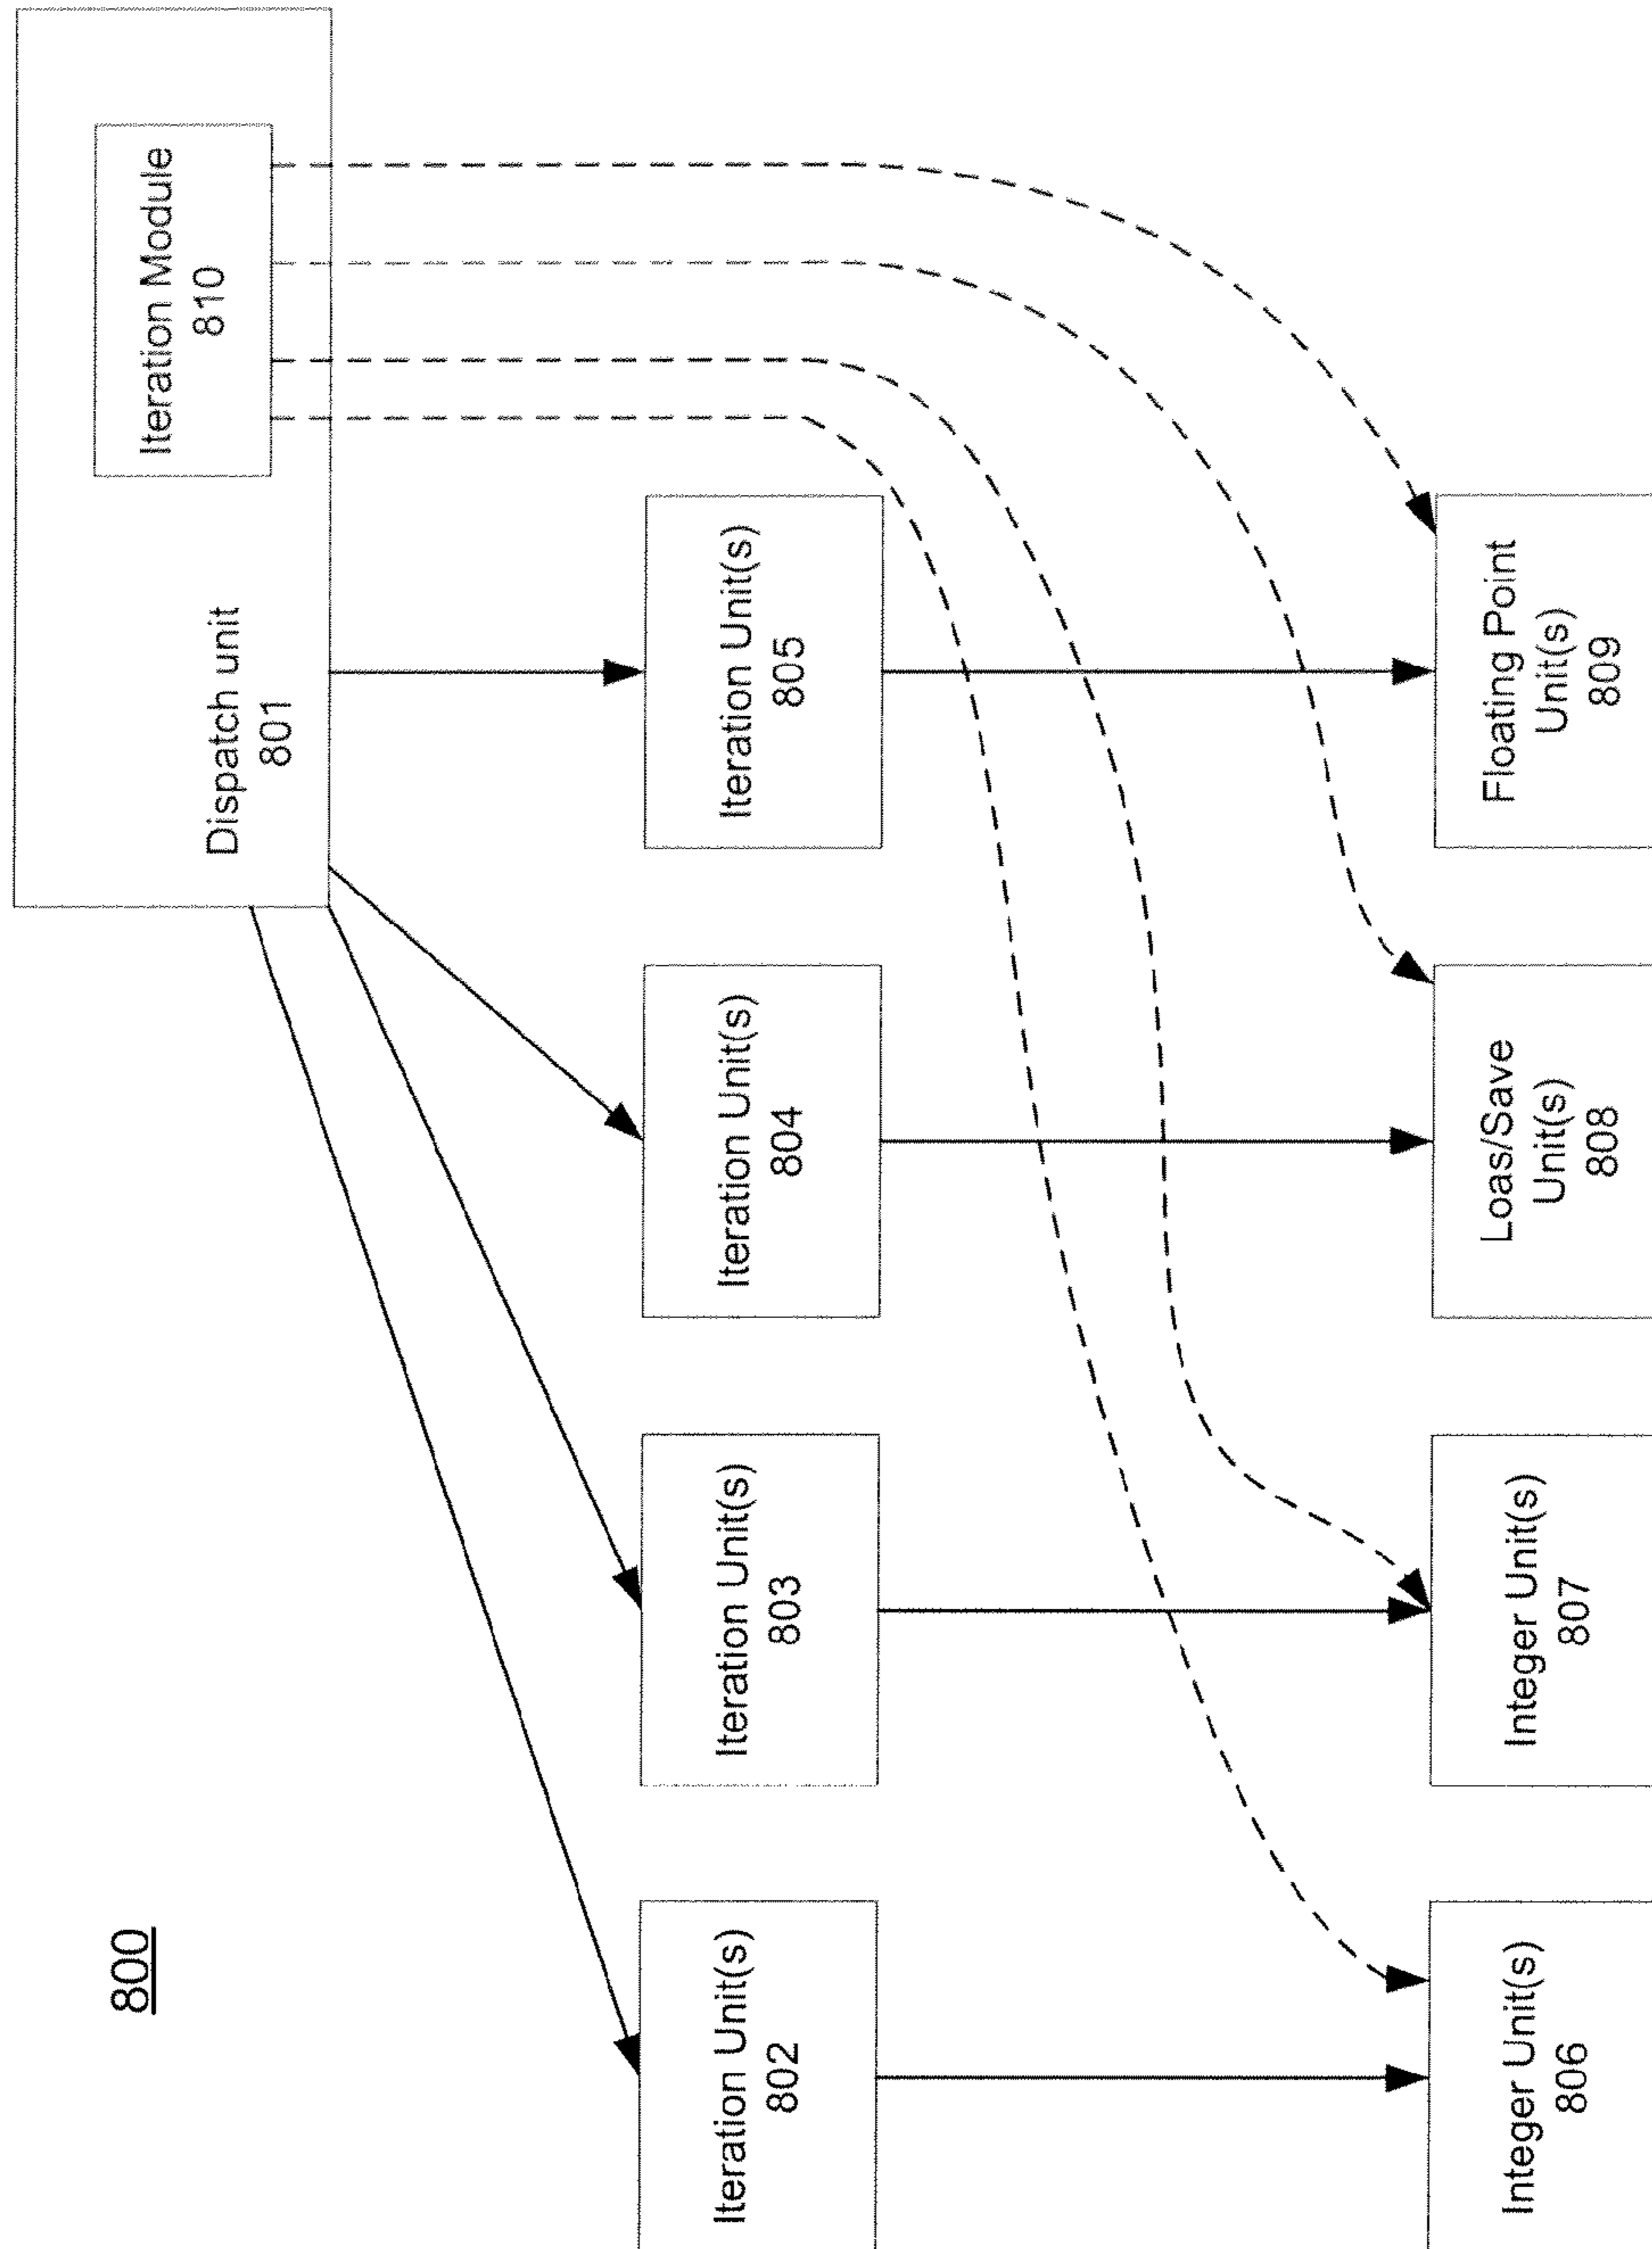 800
Dispatch unit
801
Iteration Module
810
Iteration Unit(s)
802
Iteration Unit(s)
803
Iteration Unit(s)
804
Iteration Unit(s)
805
Integer Unit(s)
806
Integer Unit(s)
807
Loas/Save
Unit(s)
808
Floating Point
Unit(s)
809